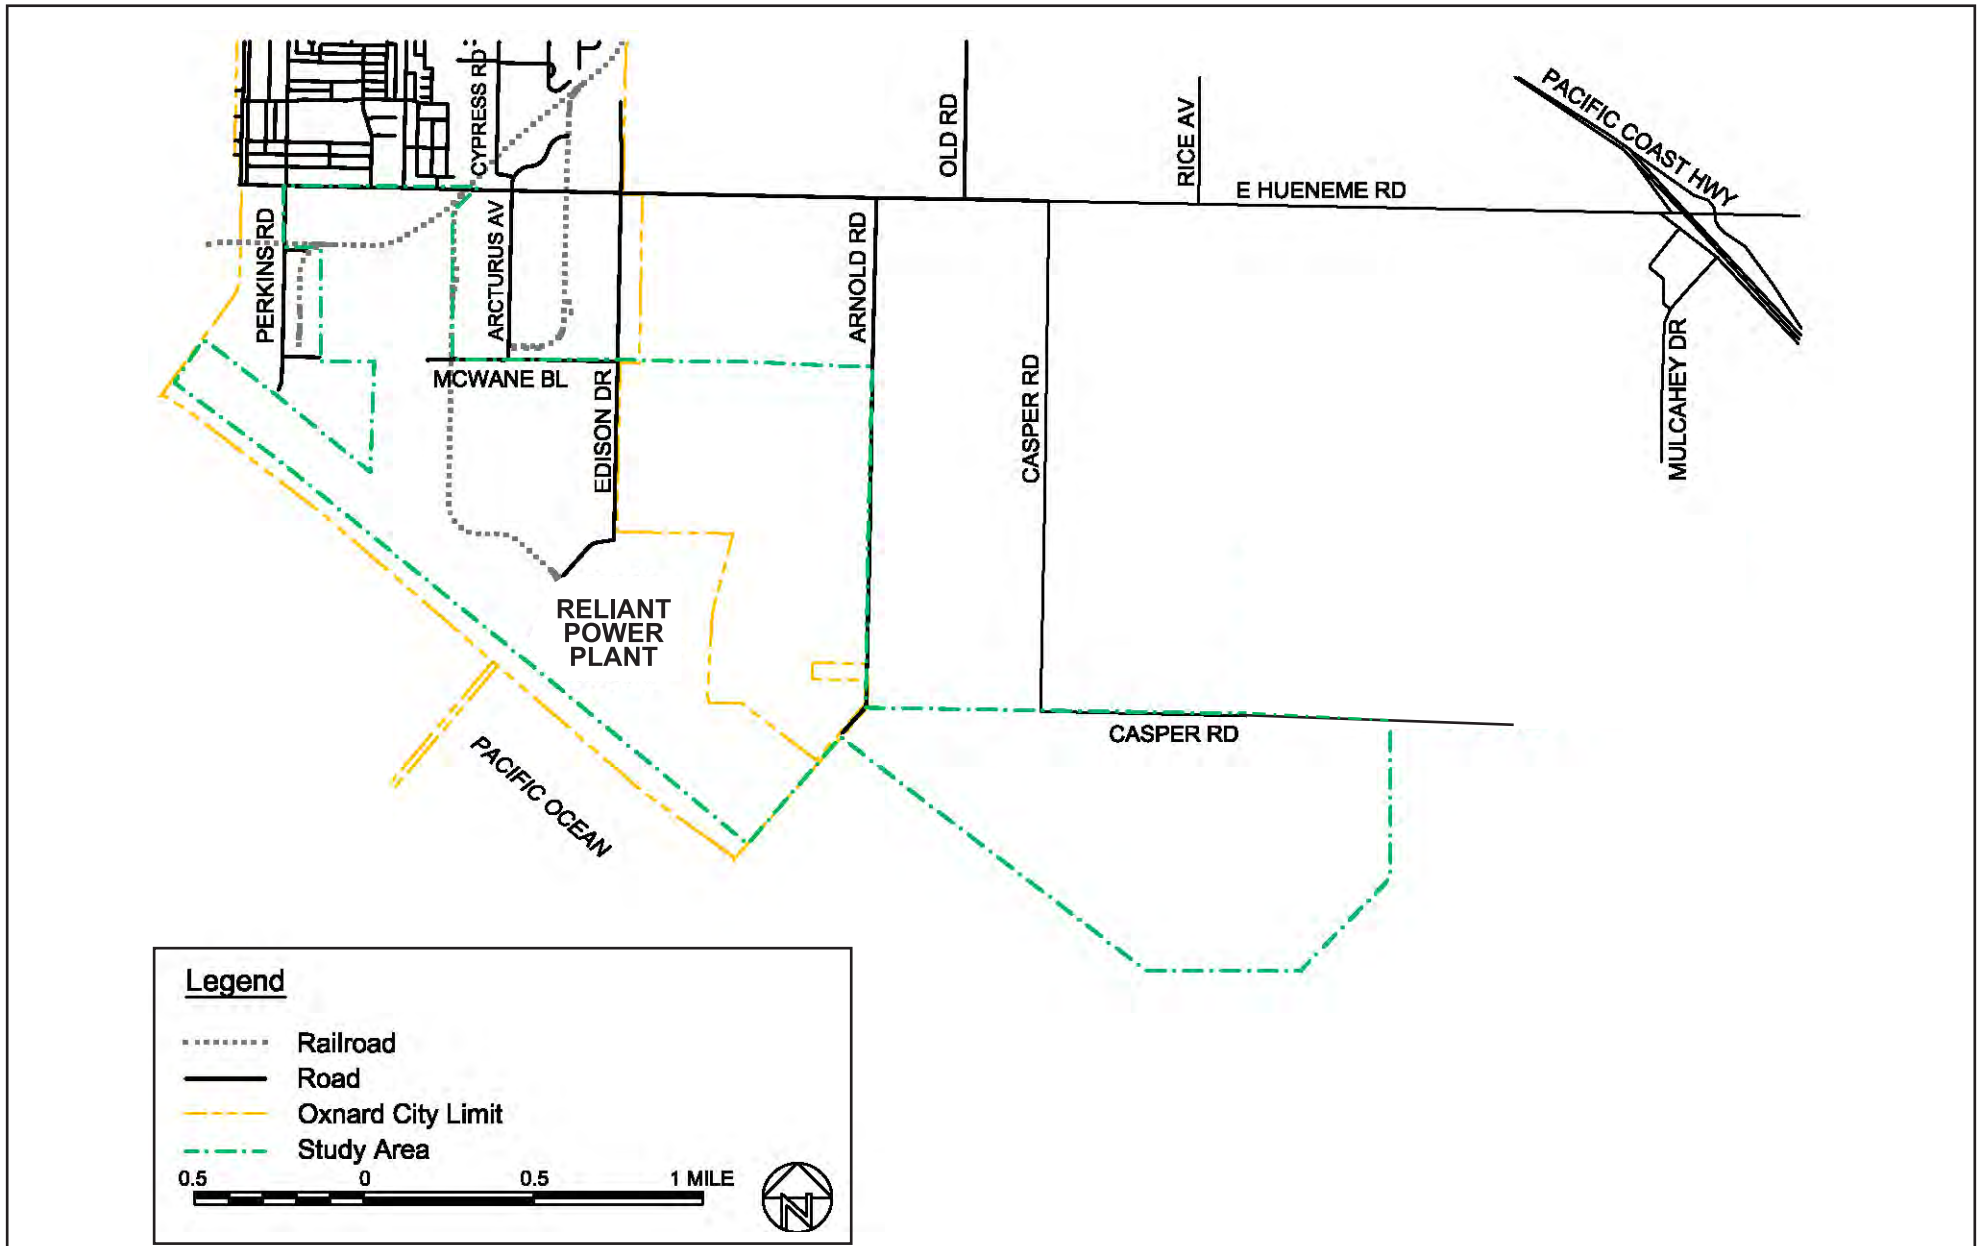 CYPRESS RD
OLD RD
RICE AV
PACIFIC COAST HWY
E HUENEME RD
PERKINS RD
ARCTURUS AV
ARNOLD RD
MCWANE BL
EDISON DR
CASPER RD
MULCAHEY DR
RELIANT
POWER
PLANT
CASPER RD
PACIFIC OCEAN
Legend
Railroad
Road
Oxnard City Limit
Study Area
0.5 0 0.5 1 MILE
N